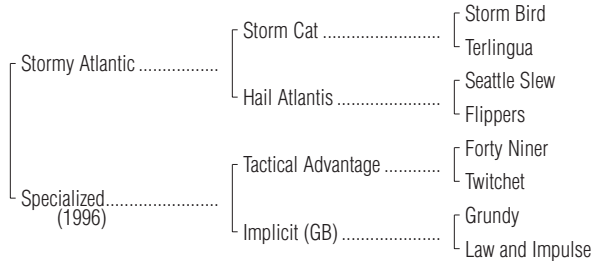 Storm Bird
Storm Cat ........................
Terlingua
Stormy Atlantic ................
Seattle Slew
Hail Atlantis .....................
Flippers
Forty Niner
Tactical Advantage ............
Twitchet
Specialized.......................
(1996)
Grundy
Implicit (GB) ....................
Law and Impulse